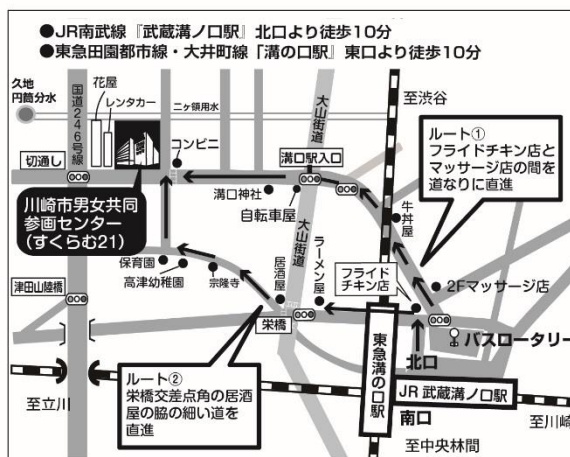 ●JR南武線『武蔵溝ノ口駅』北口より徒歩10分
●東急田園都市線・大井町線「溝の口駅」東口より徒歩10分
久地
円筒分水
国道246号線
花屋
レンタカー
ニヶ領用水
コンビニ
大山街道
至渋谷
ルート①
フライドチキン店と
マッサージ店の間を
道なりに直進
切通し
溝口駅入口
溝口神社
自転車屋
牛丼屋
川崎市男女共同
参画センター
(すくらむ21)
大山街道
保育園
高津幼稚園
宗隆寺
居酒屋
ラーメン屋
フライド
チキン店
2Fマッサージ店
津田山陸橋
栄橋
バスロータリー
北口
東急溝の口駅
ルート②
栄橋交差点角の居酒
屋の脇の細い道を
直進
JR 武蔵溝ノ口駅
南口
至立川
至川崎
至中央林間